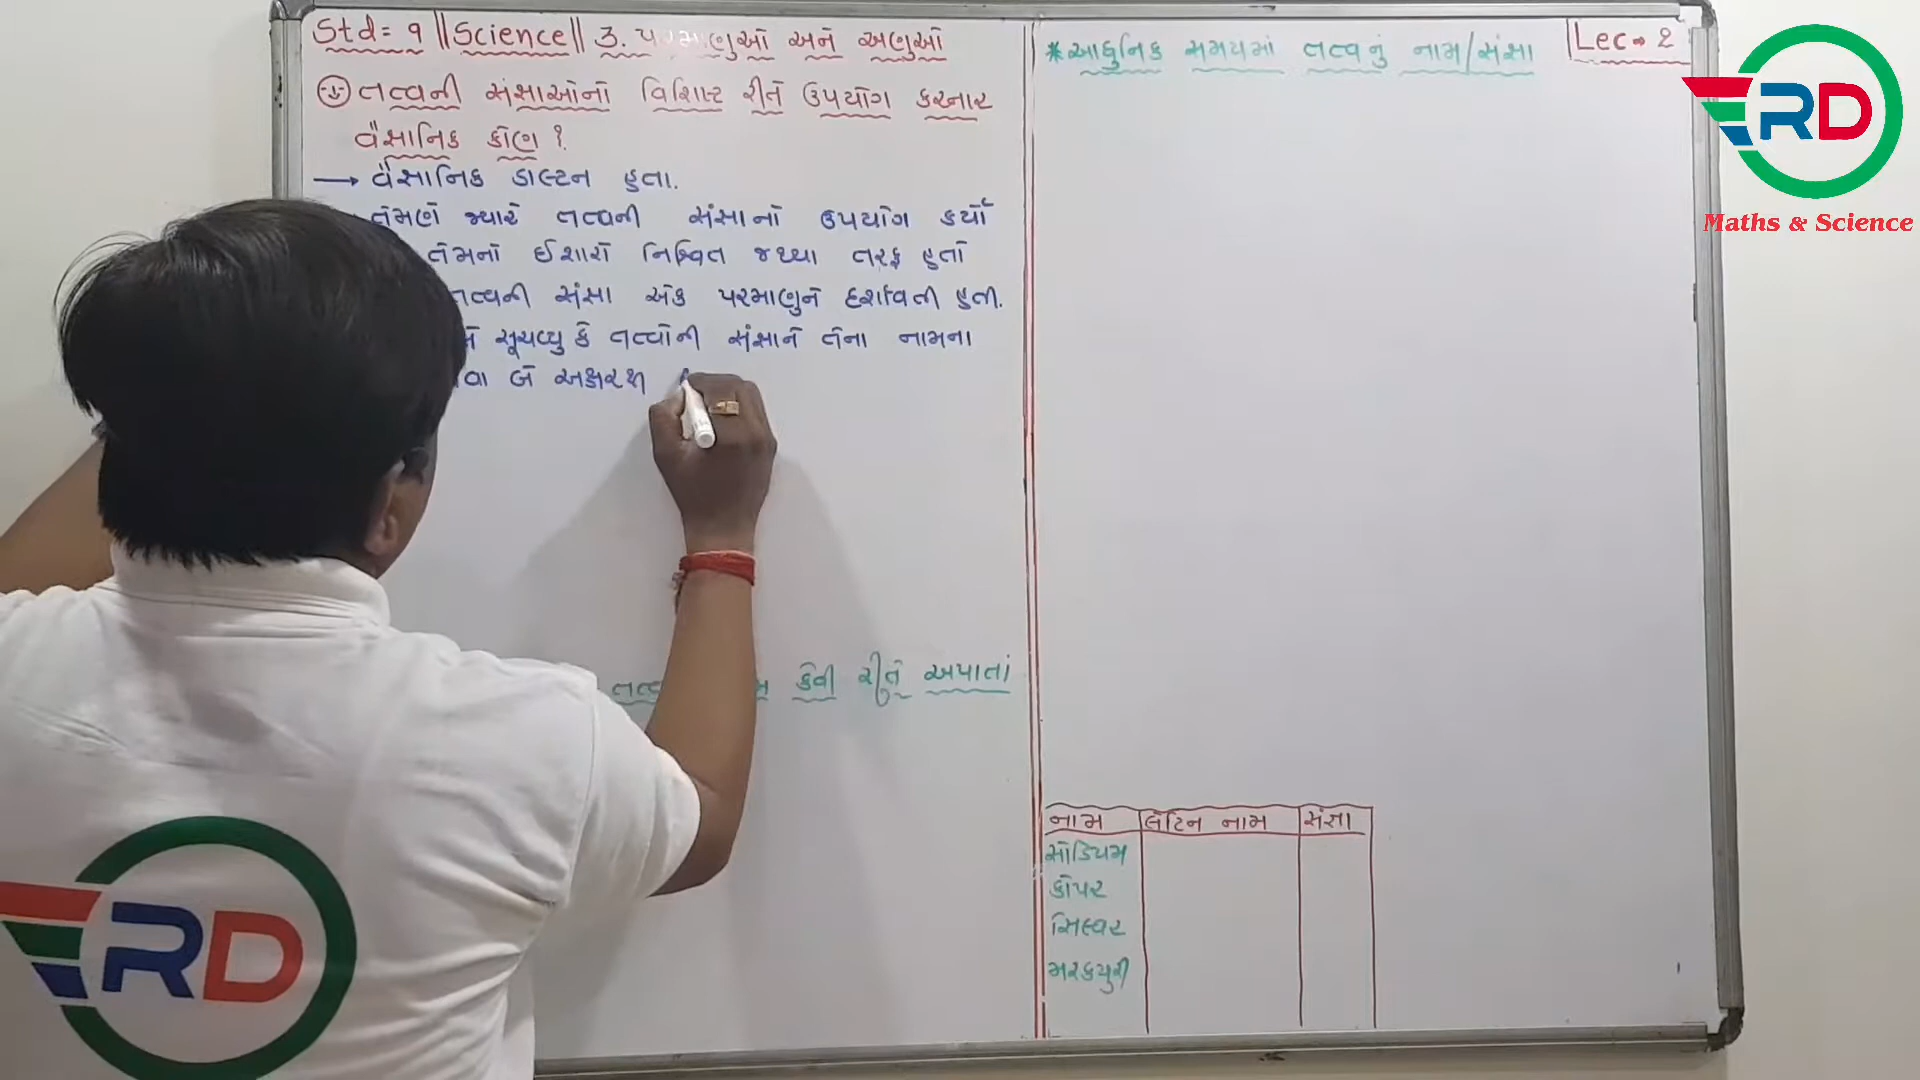 Std = ૧ || Science || 3. પરમાણુઓ અને અણુઓ
તત્વની સંજ્ઞાઓનો વિશિષ્ટ રીતે ઉપયોગ કરનાર
વૈજ્ઞાનિક કોણ ?
→ વૈજ્ઞાનિક ડાલ્ટન હતા.
તેમણે જ્યારે તત્વની સંજ્ઞાનો ઉપયોગ કર્યો
તેમનો ઈશારો નિશ્ચિત જથ્થા તરફ હતો
તત્વની સંજ્ઞા એક પરમાણુને દર્શાવતી હતી.
સૂચવ્યુ કે તત્વોની સંજ્ઞાને તેના નામના
બે અક્ષરથી
કેવી રીતે અપાતાં
* આધુનિક સમયમાં તત્વનું નામ/સંજ્ઞા
Lec → 2
નામ લેટિન નામ સંજ્ઞા
સોડિયમ
કોપર
સિલ્વર
મરક્યુરી
RD
Maths & Science
RD